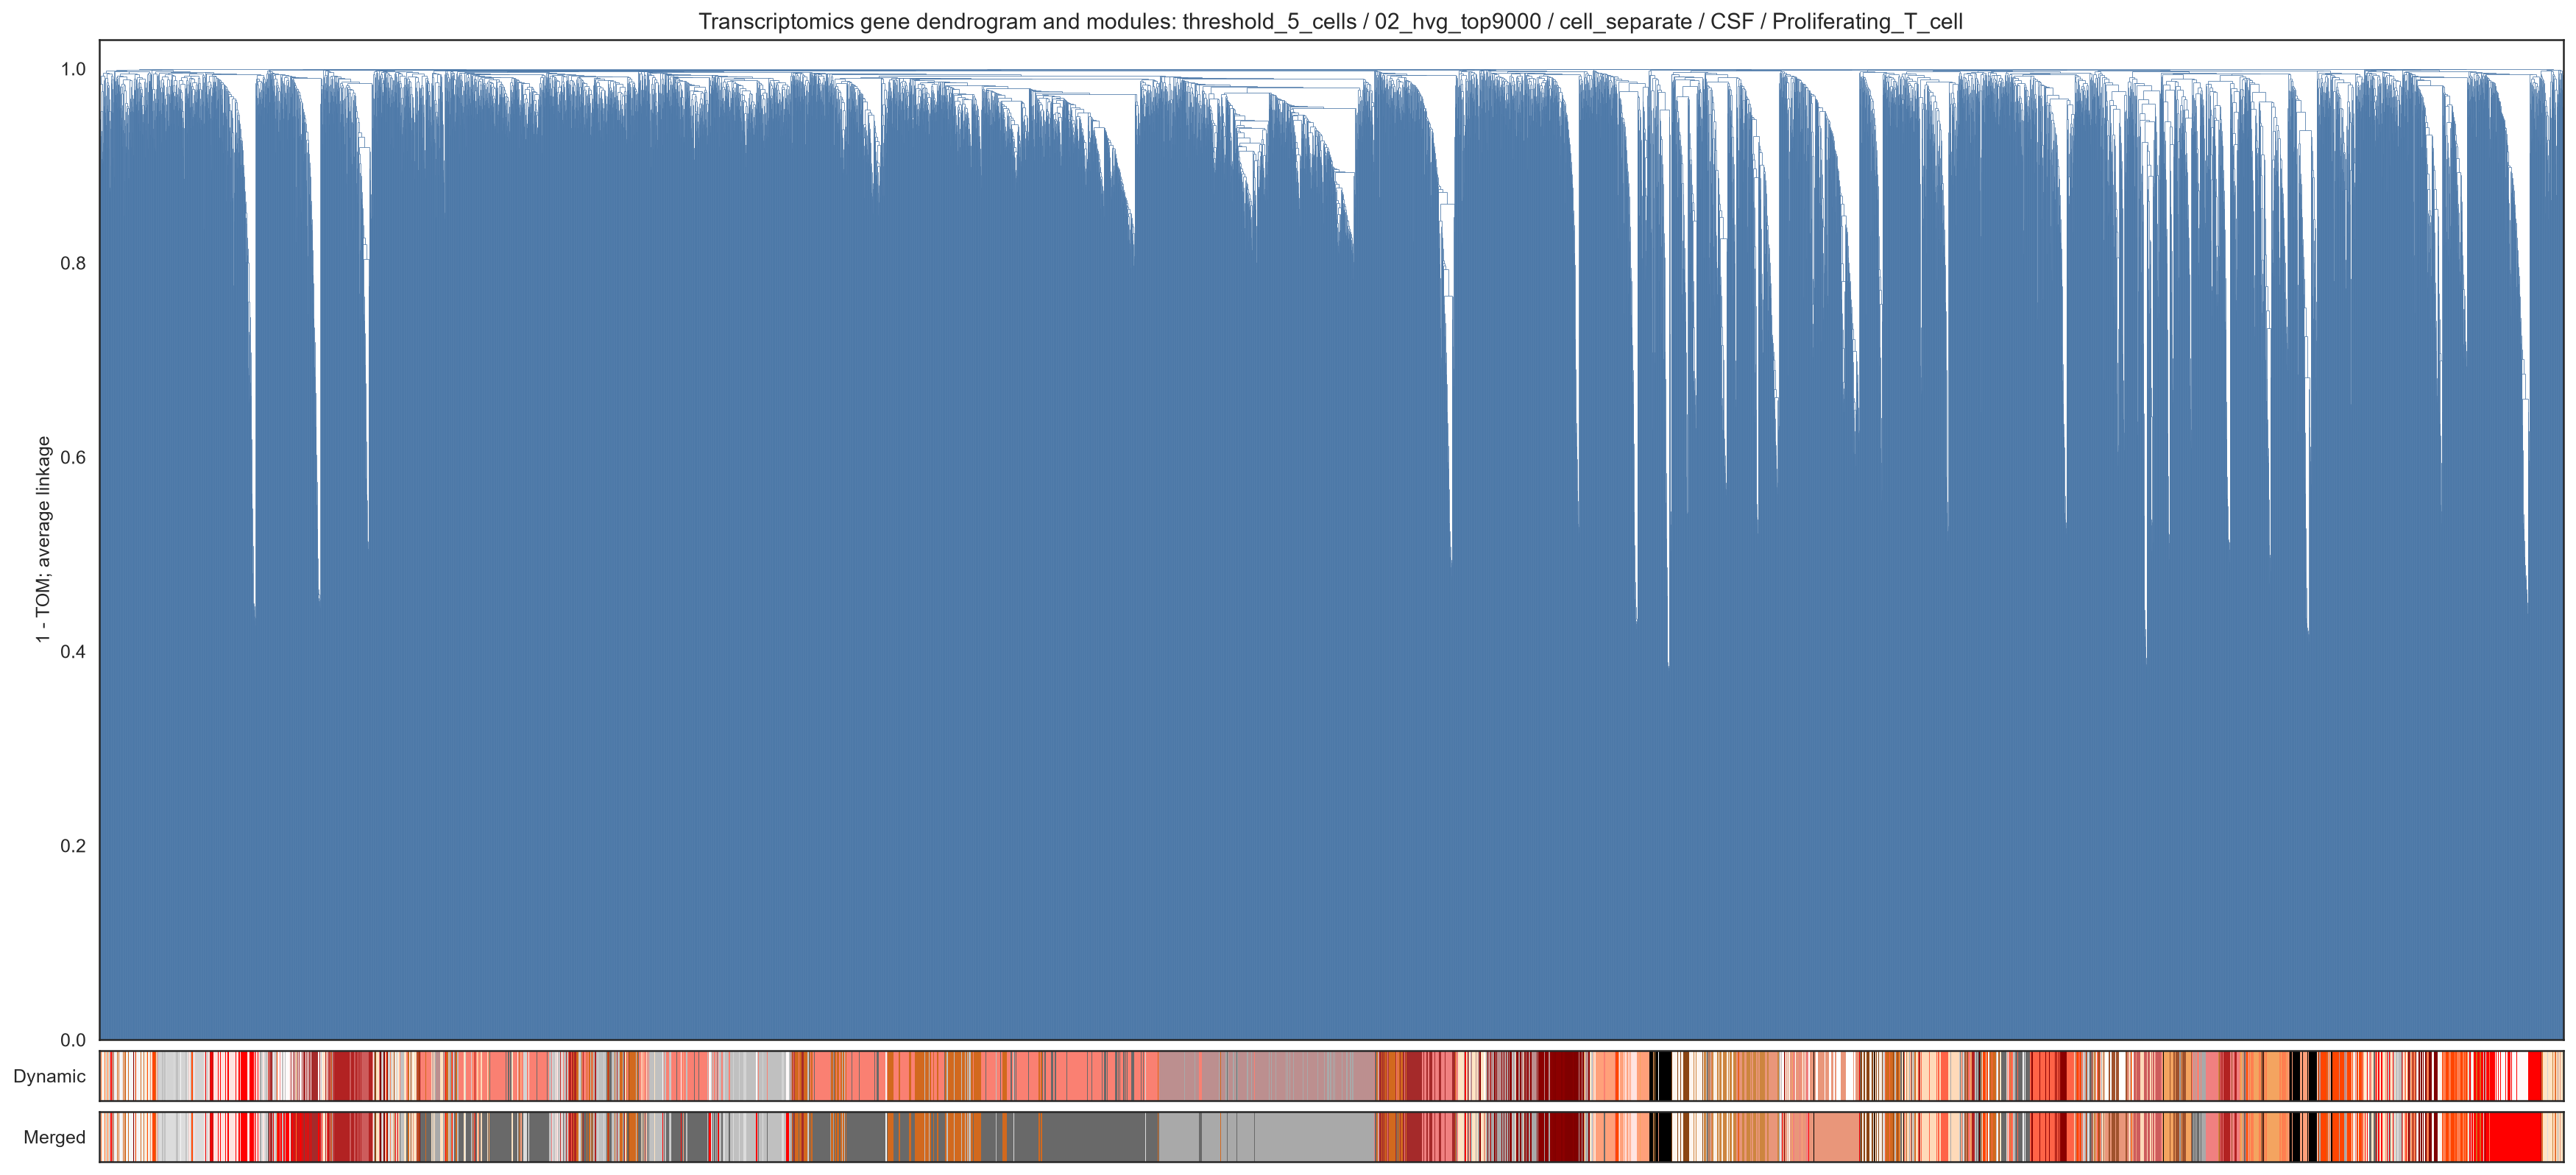 Transcriptomics gene dendrogram and modules: threshold_5_cells / 02_hvg_top9000 / cell_separate / CSF / Proliferating_T_cell
1.0
0.8
0.6
0.4
0.2
0.0
1 - TOM; average linkage
Dynamic
Merged